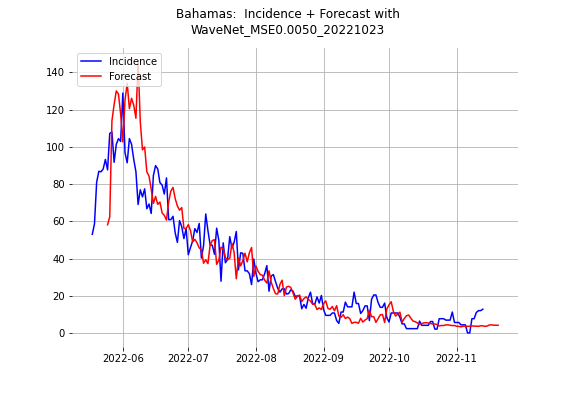 Bahamas:  Incidence + Forecast with
WaveNet_MSE0.0050_20221023
Incidence
Forecast
140
120
100
80
60
40
20
0
2022-06 2022-07 2022-08 2022-09 2022-10 2022-11